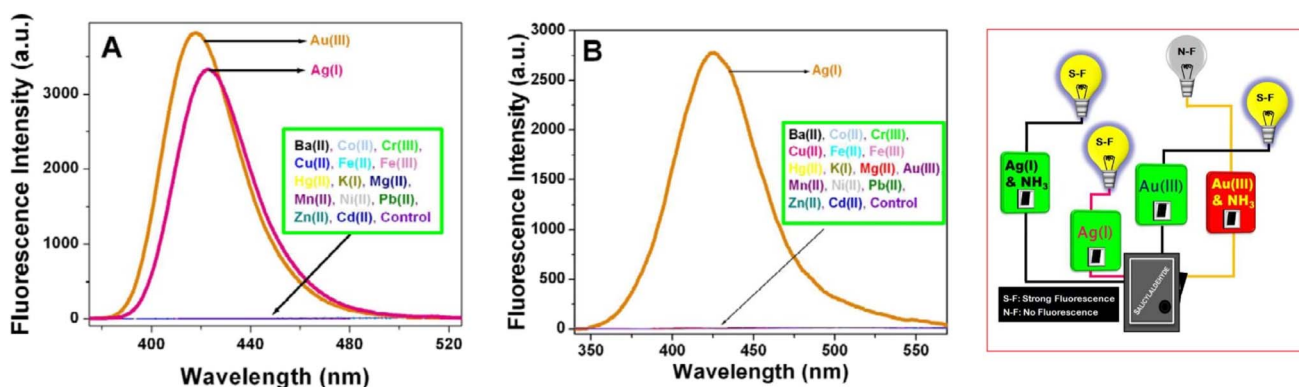 A
Fluorescence Intensity (a.u.)
3000
2000
1000
0
Au(III)
Ag(I)
Ba(II), Co(II), Cr(III),
Cu(II), Fe(II), Fe(III)
Hg(II), K(I), Mg(II),
Mn(II), Ni(II), Pb(II),
Zn(II), Cd(II), Control
400 440 480 520
Wavelength (nm)
B
Fluorescence Intensity (a.u.)
3000
2500
2000
1500
1000
500
0
Ag(I)
Ba(II), Co(II), Cr(III),
Cu(II), Fe(II), Fe(III)
Hg(II), K(I), Mg(II), Au(III)
Mn(II), Ni(II), Pb(II),
Zn(II), Cd(II), Control
350 400 450 500 550
Wavelength (nm)
N-F
S-F
S-F
S-F
Ag(I)
& NH3
Au(III)
Au(III)
& NH3
Ag(I)
SALICYLALDEHYDE
S-F: Strong Fluorescence
N-F: No Fluorescence